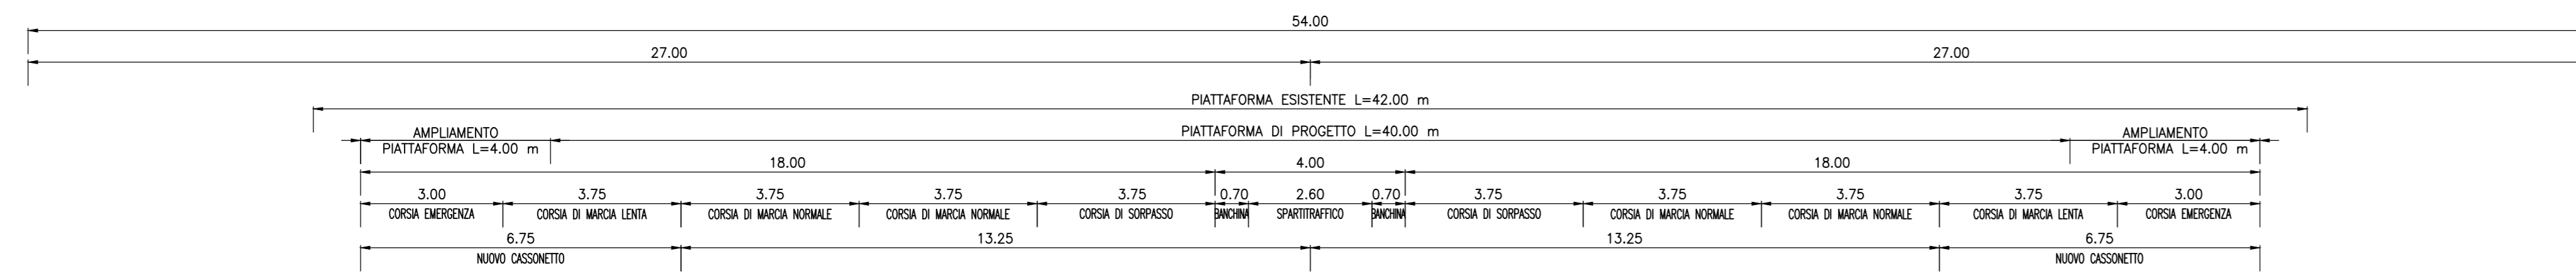 54.00
27.00 27.00
PIATTAFORMA ESISTENTE L=42.00 m
AMPLIAMENTO PIATTAFORMA DI PROGETTO L=40.00 m AMPLIAMENTO
PIATTAFORMA L=4.00 m PIATTAFORMA L=4.00 m
18.00 4.00 18.00
3.00 3.75 3.75 3.75 3.75 0.70 2.60 0.70 3.75 3.75 3.75 3.75 3.00
CORSIA EMERGENZA CORSIA DI MARCIA LENTA CORSIA DI MARCIA NORMALE CORSIA DI MARCIA NORMALE CORSIA DI SORPASSO BANCHINA SPARTITRAFFICO BANCHINA CORSIA DI SORPASSO CORSIA DI MARCIA NORMALE CORSIA DI MARCIA NORMALE CORSIA DI MARCIA LENTA CORSIA EMERGENZA
6.75 13.25 13.25 6.75
NUOVO CASSONETTO NUOVO CASSONETTO